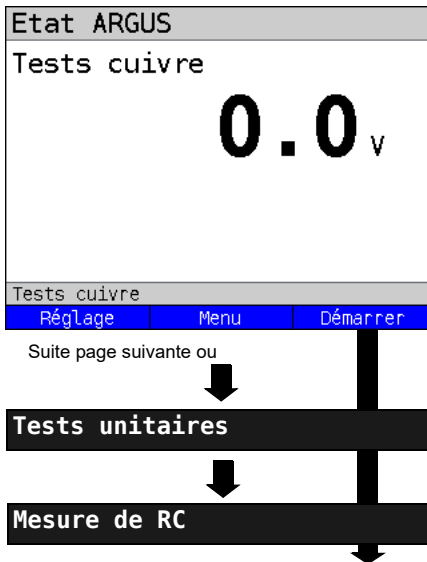 Etat ARGUS
Tests cuivre
0.0 V
Tests cuivre
Réglage Menu Démarrer
Suite page suivante ou
Tests unitaires
Mesure de RC